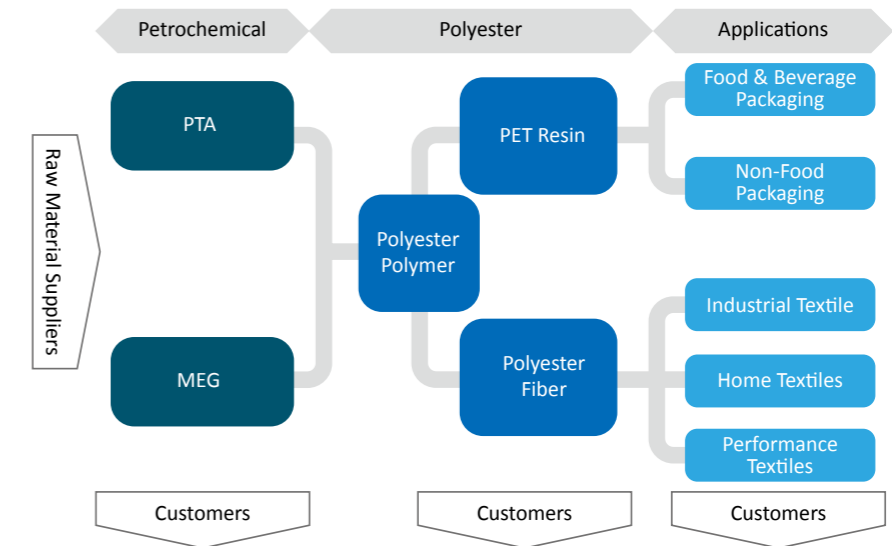 Petrochemical
Polyester
Applications
Raw Material Suppliers
PTA
MEG
Polyester
Polymer
PET Resin
Polyester
Fiber
Food & Beverage
Packaging
Non-Food
Packaging
Industrial Textile
Home Textiles
Performance
Textiles
Customers
Customers
Customers